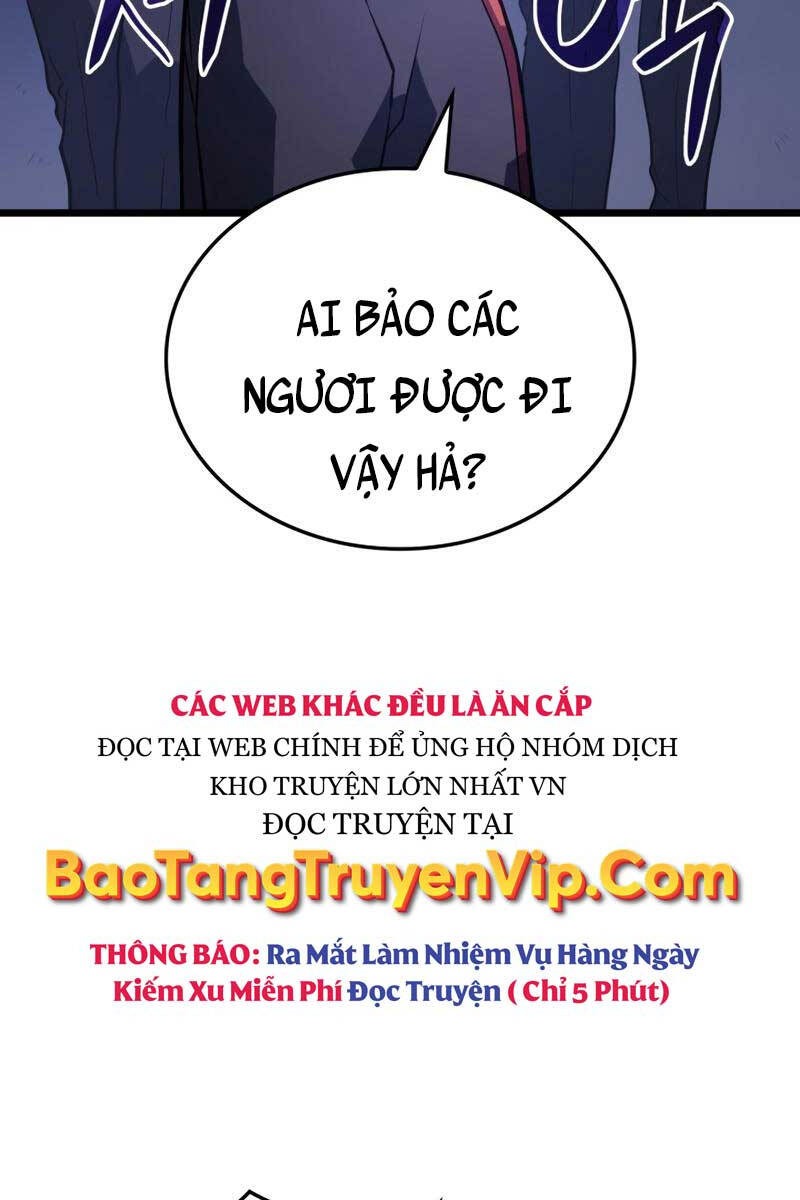 AI BẢO CÁC
NGƯƠI ĐƯỢC ĐI
VẬY HẢ?
CÁC WEB KHÁC ĐỀU LÀ ĂN CẮP
ĐỌC TẠI WEB CHÍNH ĐỂ ỦNG HỘ NHÓM DỊCH
KHO TRUYỆN LỚN NHẤT VN
ĐỌC TRUYỆN TẠI
BaoTangTruyenVip.Com
THÔNG BÁO: Ra Mắt Làm Nhiệm Vụ Hàng Ngày
Kiếm Xu Miễn Phí Đọc Truyện ( Chỉ 5 Phút)